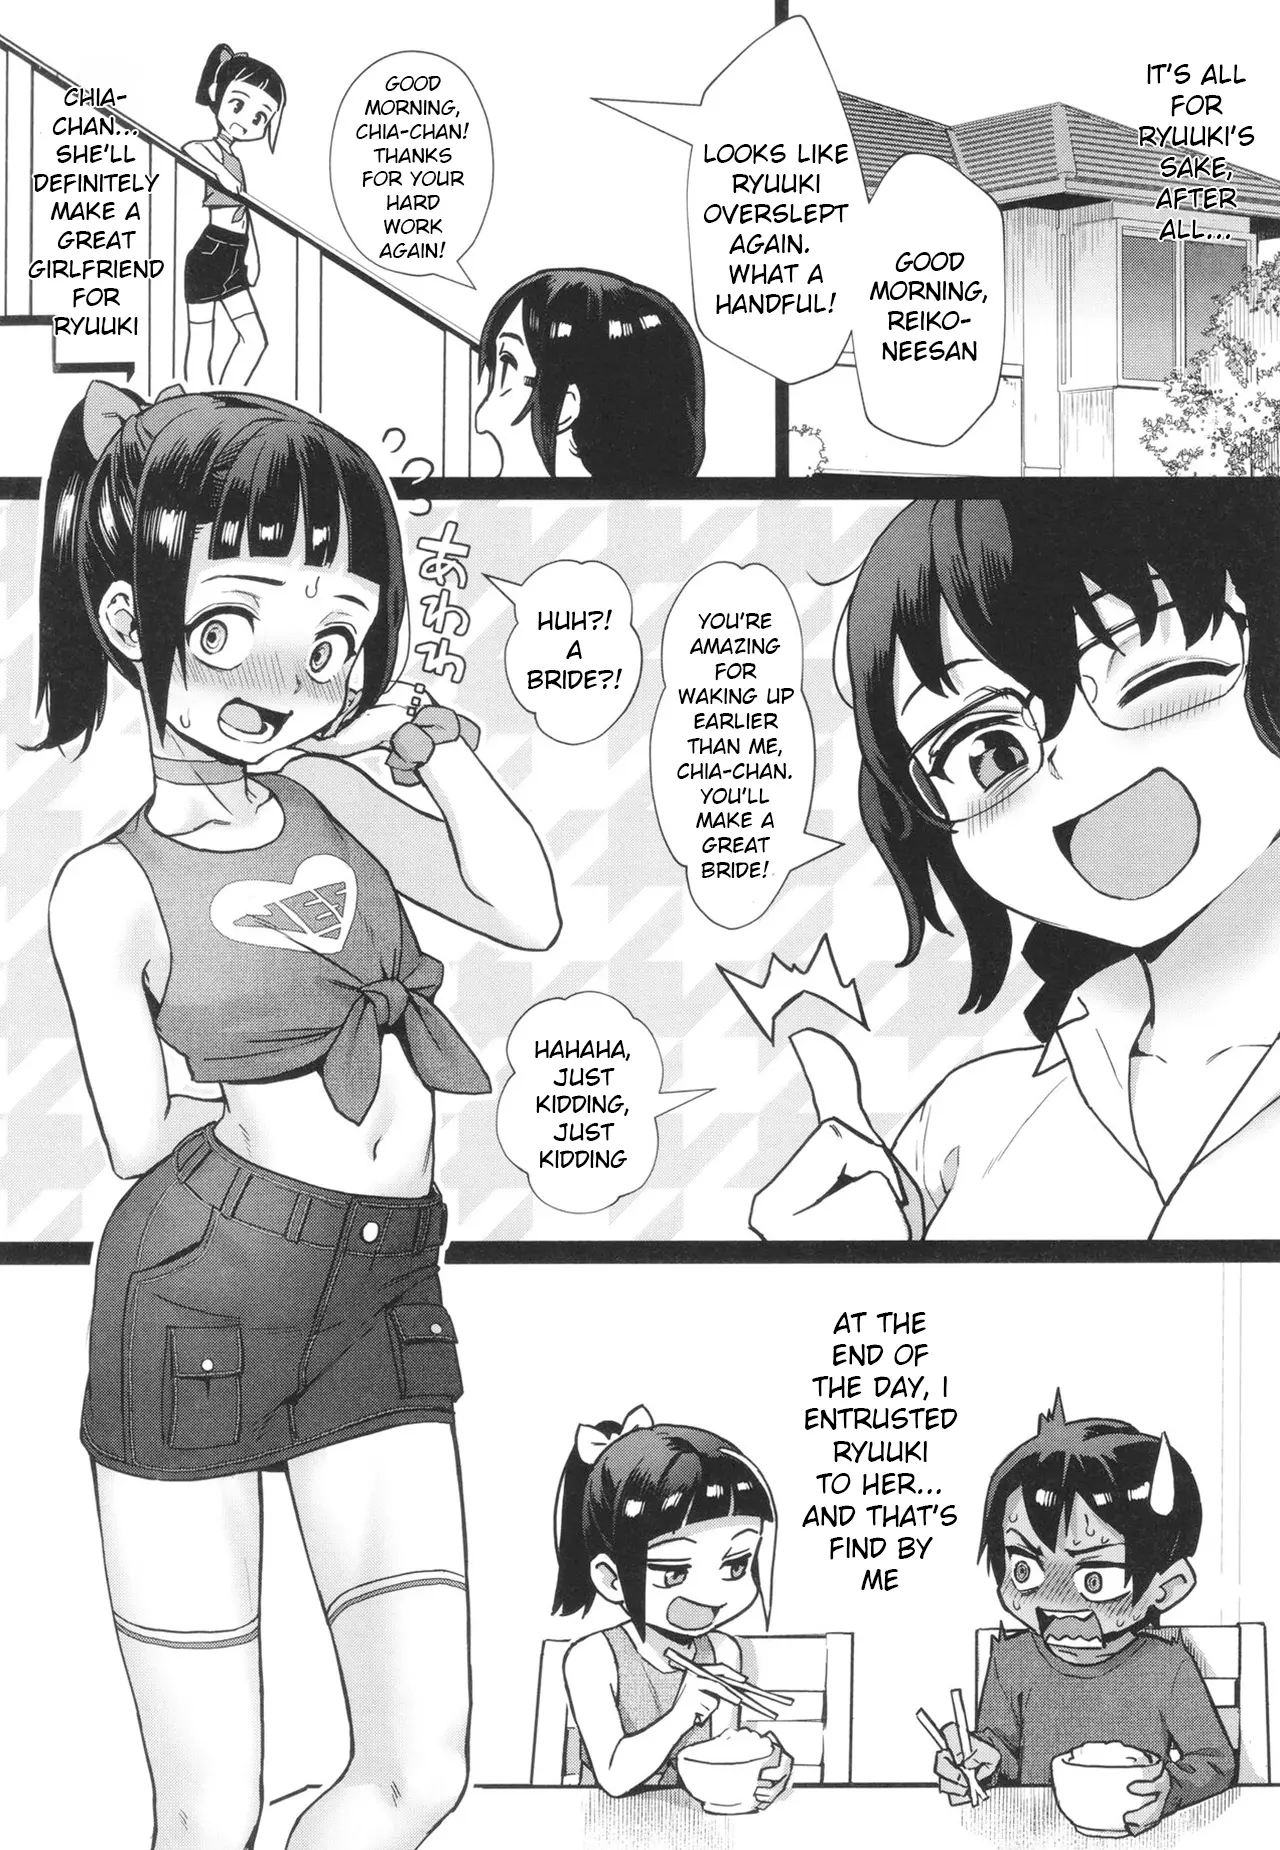 IT'S ALL
FOR
RYUUKI'S
SAKE,
AFTER
ALL...
LOOKS LIKE
RYUUKI
OVERSLEPT
AGAIN.
WHAT A
HANDFUL!
GOOD
MORNING,
REIKO-
NEESAN
GOOD
MORNING,
CHIA-CHAN!
THANKS
FOR YOUR
HARD
WORK
AGAIN!
CHIA-
CHAN...
SHE'LL
DEFINITELY
MAKE A
GREAT
GIRLFRIEND
FOR
RYUUKI
YOU'RE
AMAZING
FOR
WAKING UP
EARLIER
THAN ME,
CHIA-CHAN.
YOU'LL
MAKE A
GREAT
BRIDE!
HUH?!
A
BRIDE?!
あわわ
HAHAHA,
JUST
KIDDING,
JUST
KIDDING
AT THE
END OF
THE DAY, I
ENTRUSTED
RYUUKI
TO HER...
AND THAT'S
FIND BY
ME